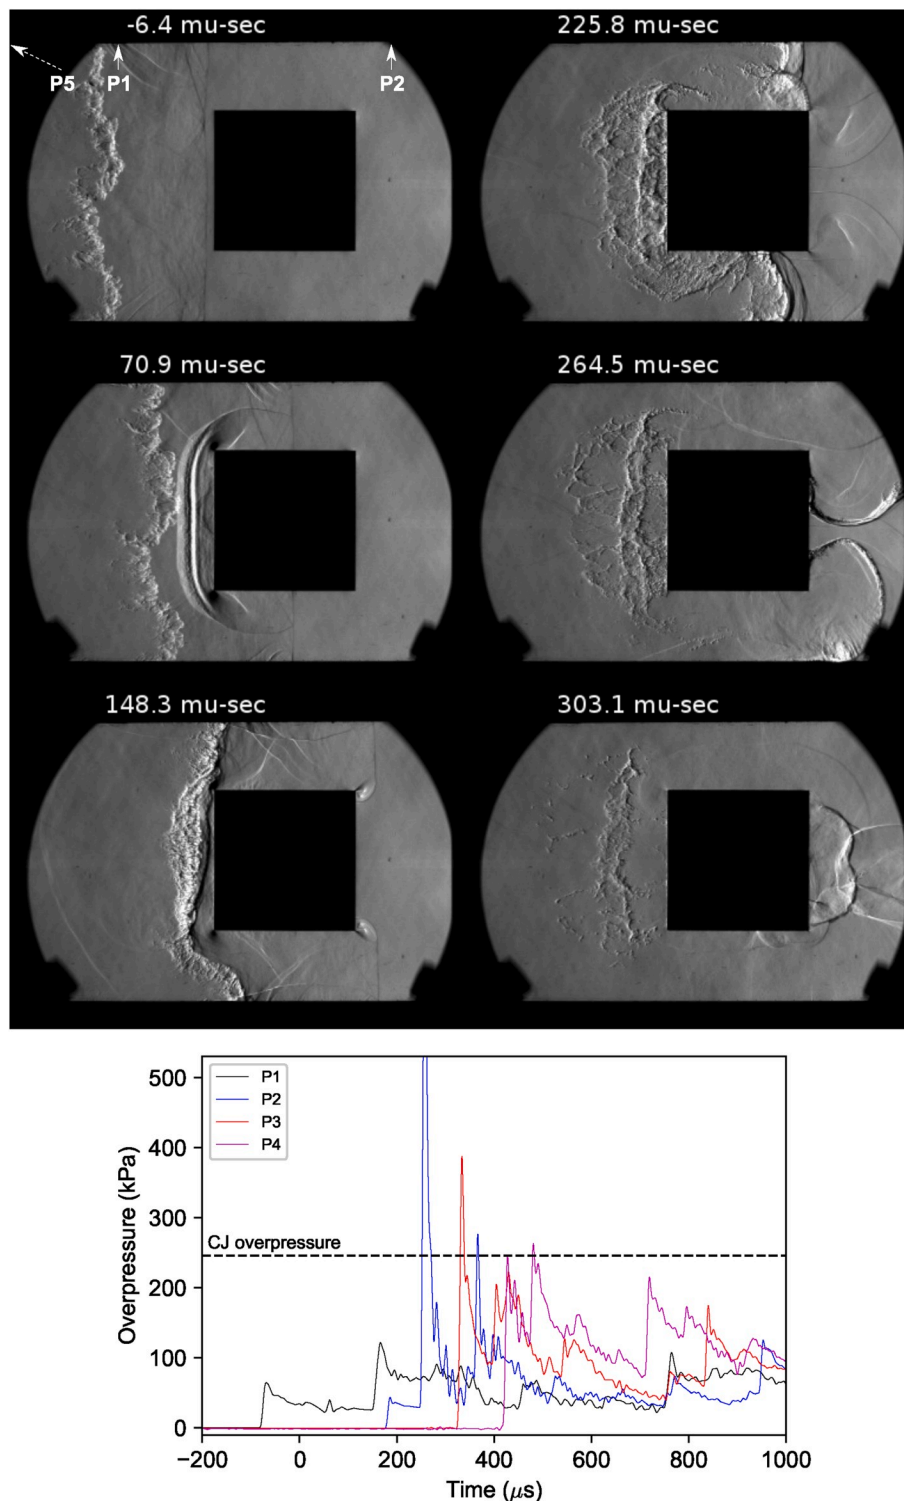 -6.4 mu-sec
225.8 mu-sec
P5
P1
P2
70.9 mu-sec
264.5 mu-sec
148.3 mu-sec
303.1 mu-sec
500
400
300
200
100
0
Overpressure (kPa)
P1
P2
P3
P4
CJ overpressure
−200
0
200
400
600
800
1000
Time (μs)